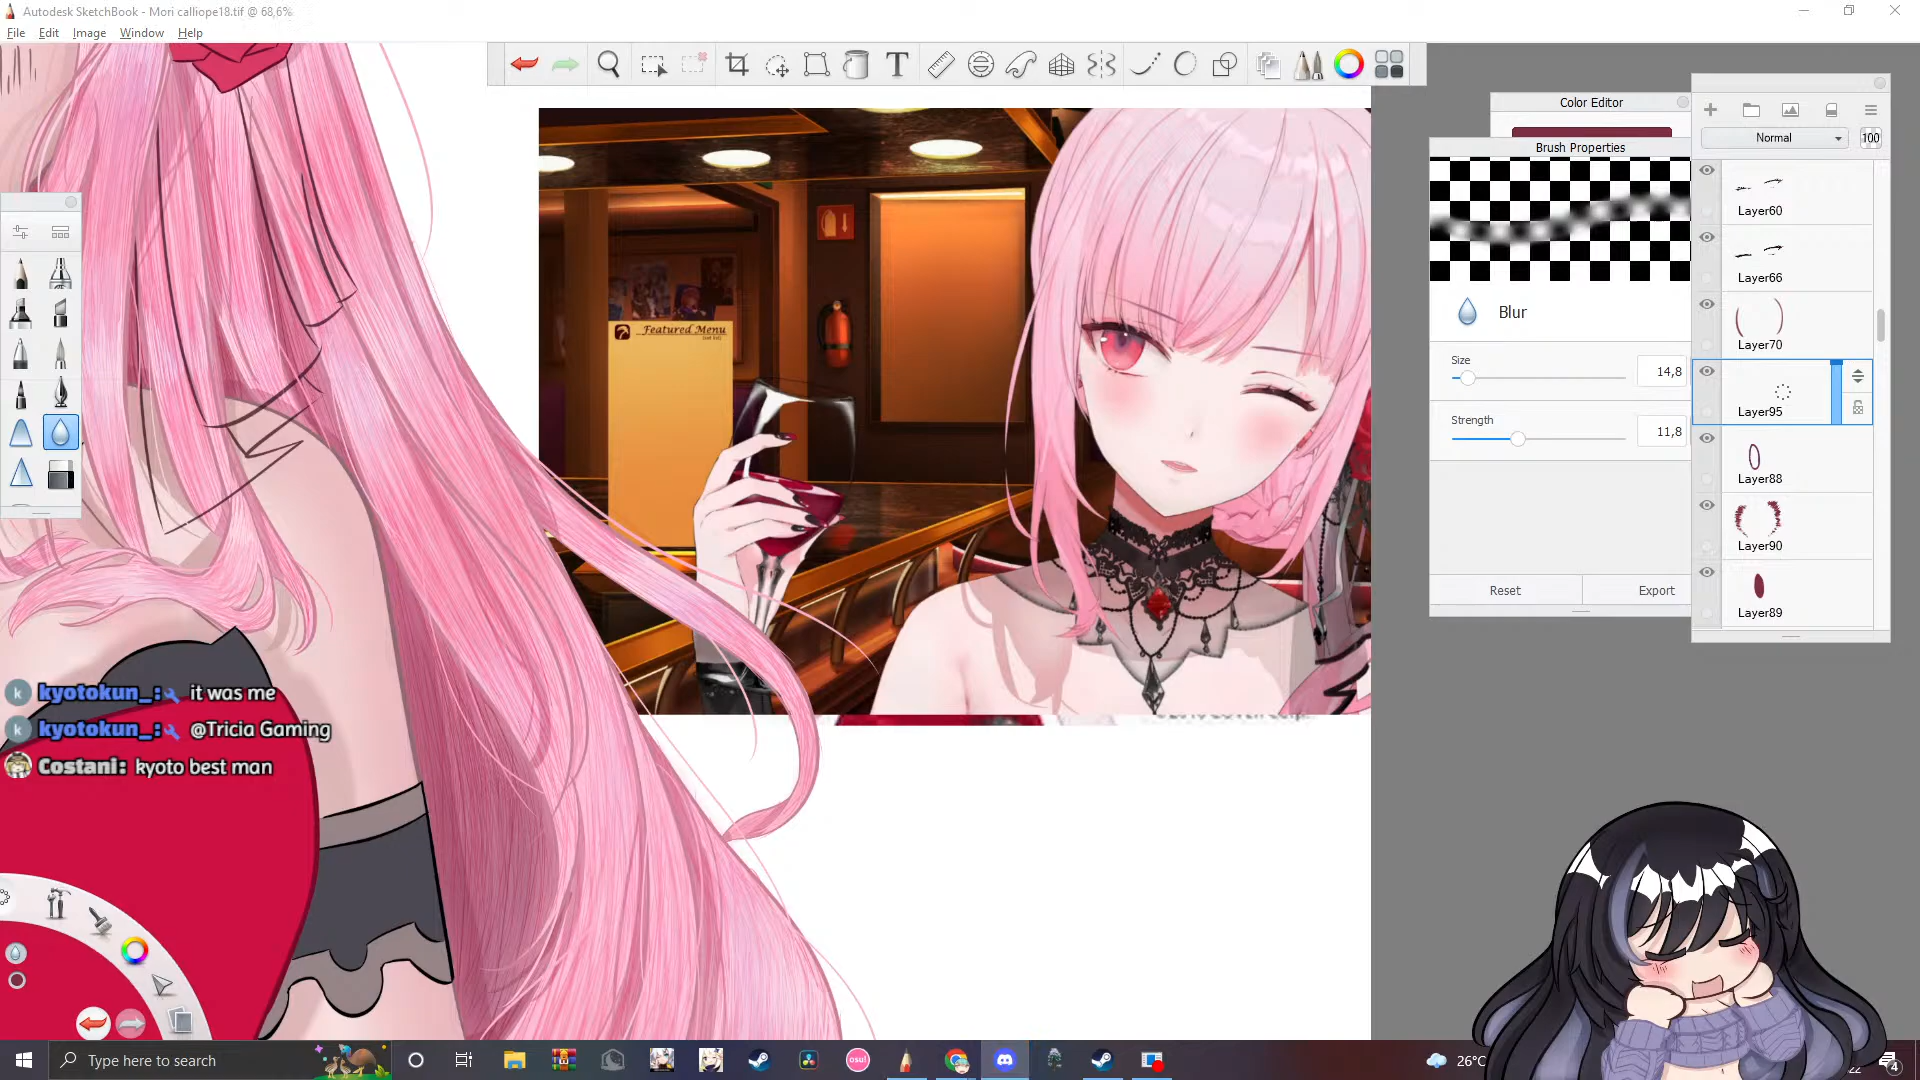 Autodesk SketchBook - Mori calliope18.tif @ 68,6%
File Edit Image Window Help
T
Color Editor
Brush Properties
Normal
100
Blur
Size
14,8
Strength
11,8
Reset
Export
Layer60
Layer66
Layer70
Layer95
Layer88
Layer90
Layer89
Featured Menu
kyotokun_: it was me
kyotokun_: @Tricia Gaming
Costani: kyoto best man
Type here to search
osu!
26°C
4